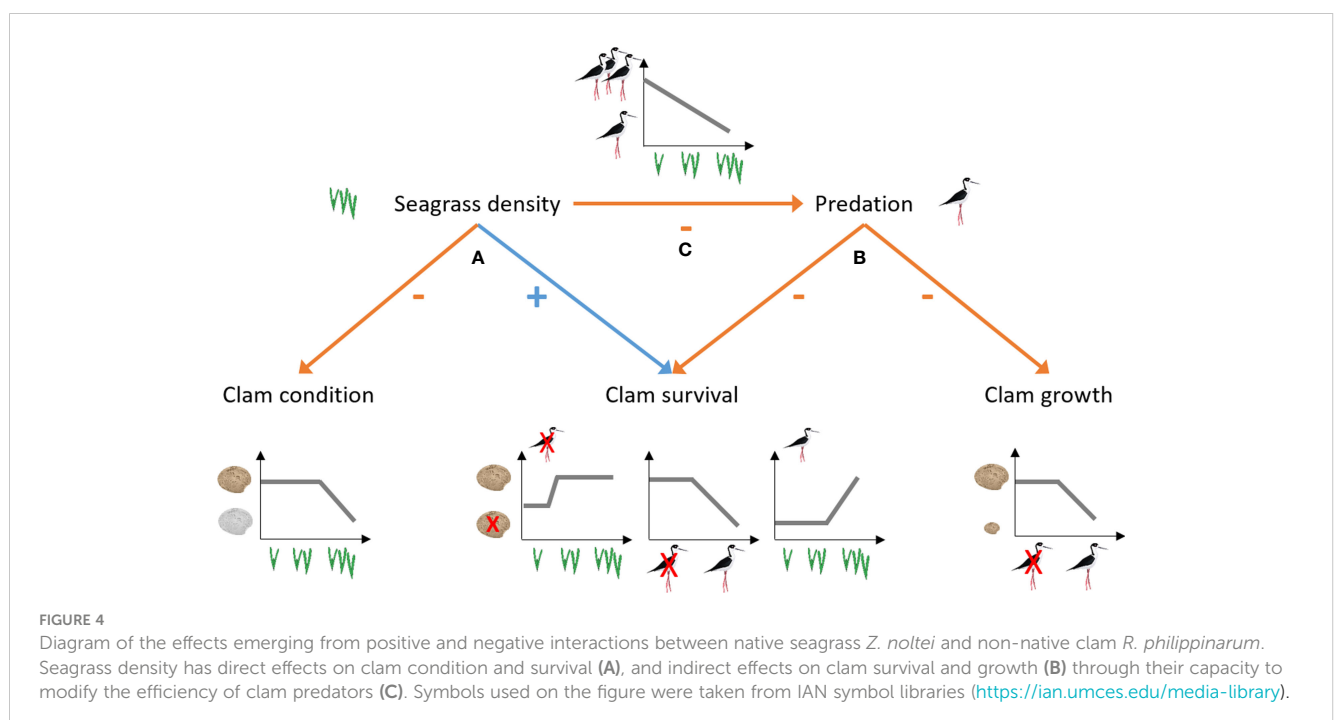 Seagrass density
Predation
-
C
A
B
-
+
-
-
Clam condition
Clam survival
Clam growth
X
X
X
X
FIGURE 4
Diagram of the effects emerging from positive and negative interactions between native seagrass Z. noltei and non-native clam R. philippinarum.
Seagrass density has direct effects on clam condition and survival (A), and indirect effects on clam survival and growth (B) through their capacity to
modify the efficiency of clam predators (C). Symbols used on the figure were taken from IAN symbol libraries (https://ian.umces.edu/media-library).